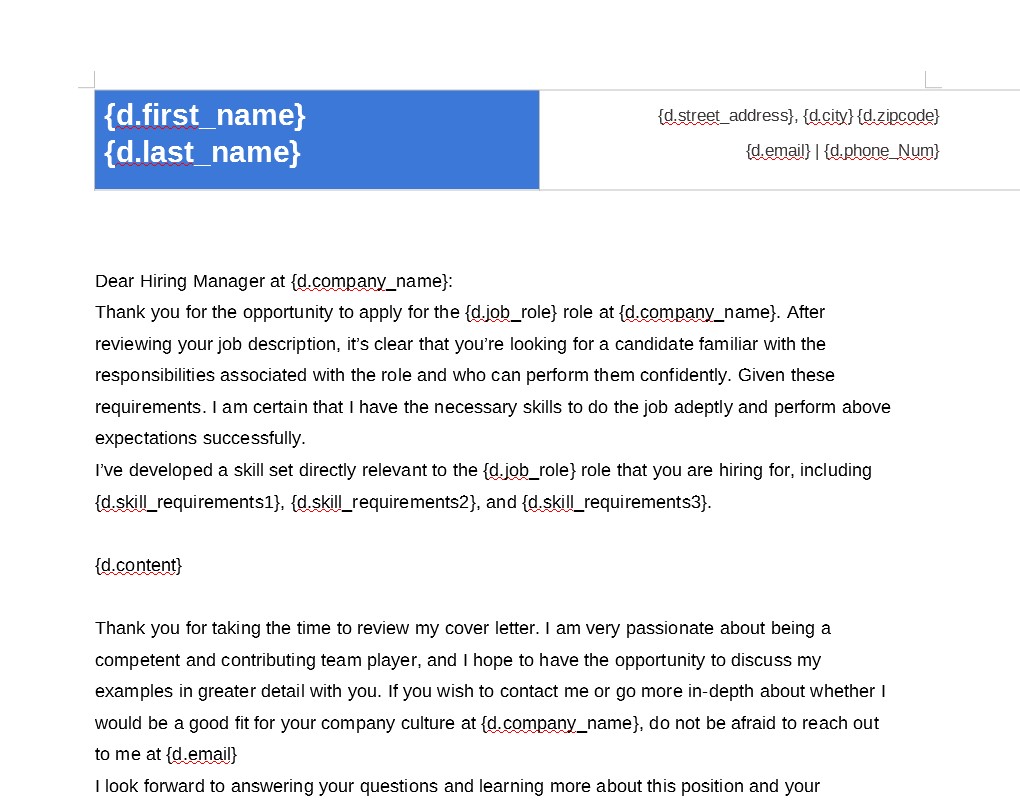 {d.first_name}
{d.last_name}
{d.street_address}, {d.city} {d.zipcode}
{d.email} | {d.phone_Num}
Dear Hiring Manager at {d.company_name}:
Thank you for the opportunity to apply for the {d.job_role} role at {d.company_name}. After
reviewing your job description, it’s clear that you’re looking for a candidate familiar with the
responsibilities associated with the role and who can perform them confidently. Given these
requirements. I am certain that I have the necessary skills to do the job adeptly and perform above
expectations successfully.
I’ve developed a skill set directly relevant to the {d.job_role} role that you are hiring for, including
{d.skill_requirements1}, {d.skill_requirements2}, and {d.skill_requirements3}.
{d.content}
Thank you for taking the time to review my cover letter. I am very passionate about being a
competent and contributing team player, and I hope to have the opportunity to discuss my
examples in greater detail with you. If you wish to contact me or go more in-depth about whether I
would be a good fit for your company culture at {d.company_name}, do not be afraid to reach out
to me at {d.email}
I look forward to answering your questions and learning more about this position and your